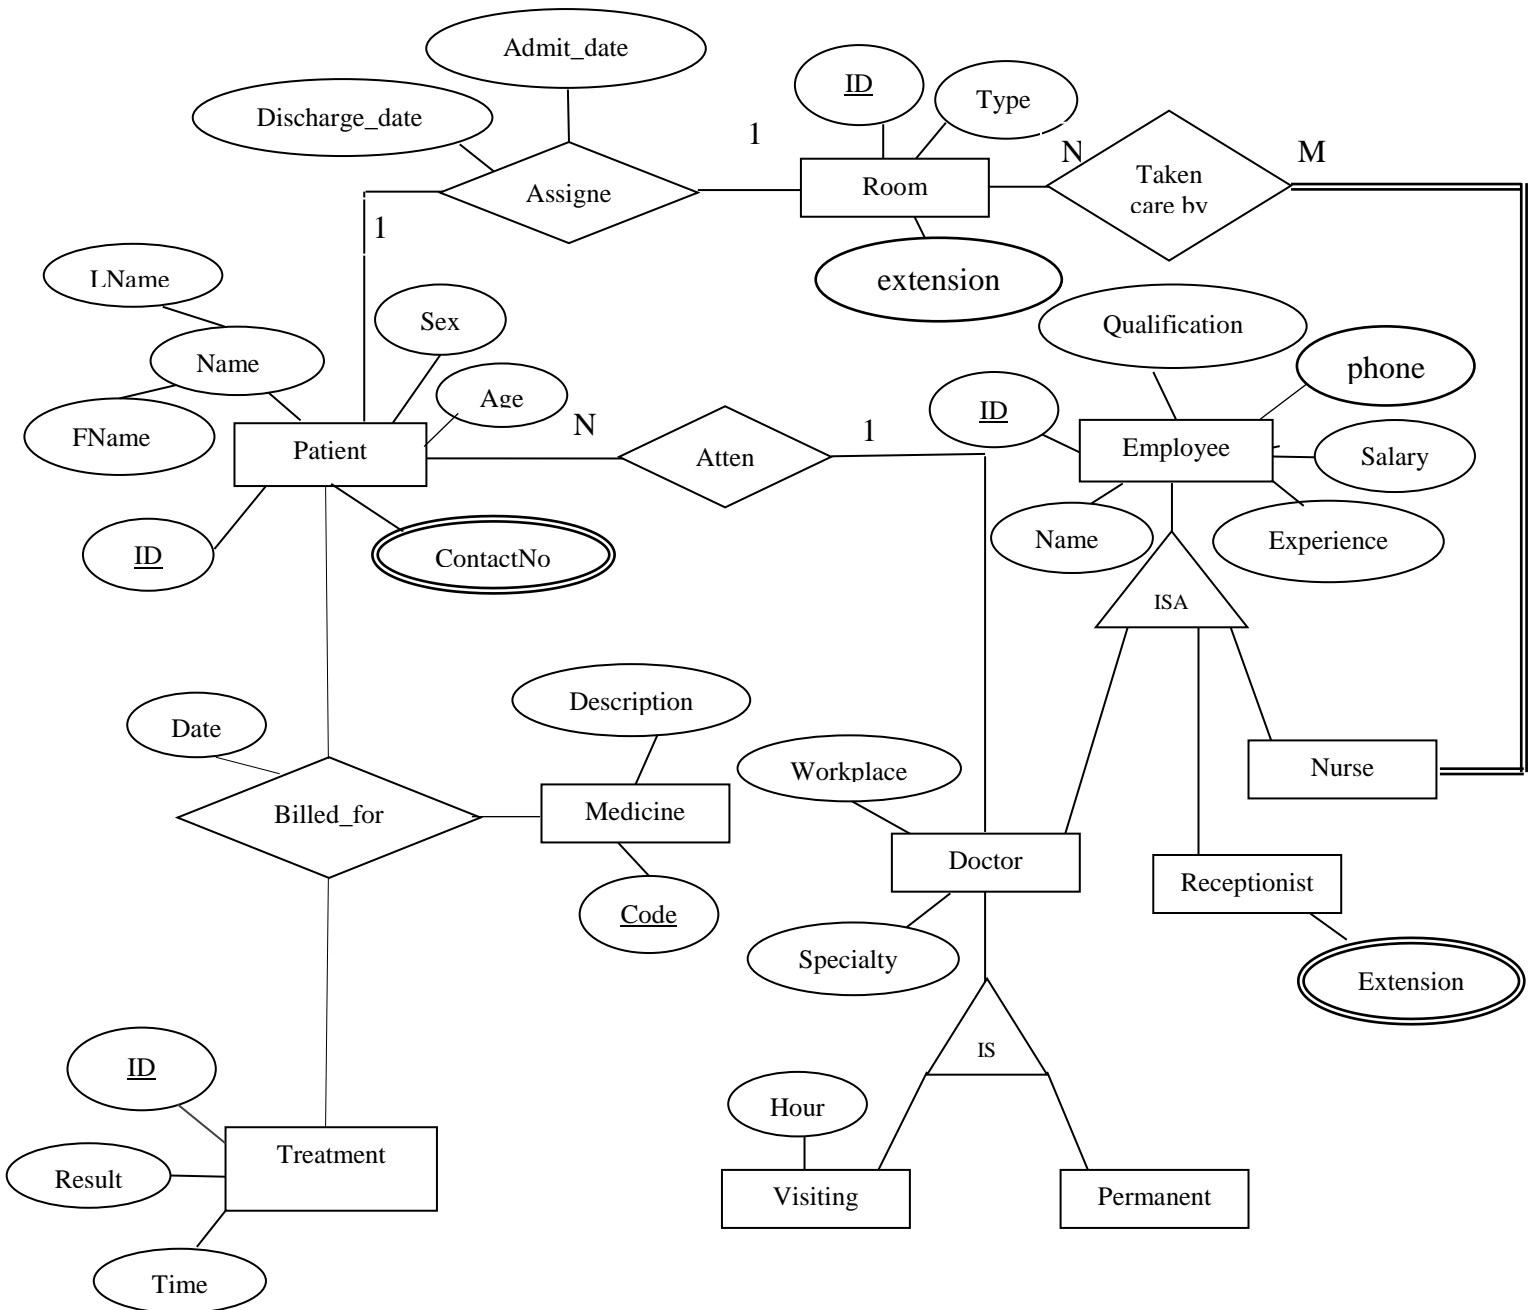 Admit_date
Discharge_date
ID
Type
1
N
M
Room
Taken
care by
Assigne
1
extension
LName
Sex
Qualification
Name
phone
Age
ID
FName
N
1
Patient
Atten
Employee
Salary
ID
ContactNo
Name
Experience
ISA
Description
Date
Workplace
Nurse
Billed_for
Medicine
Doctor
Receptionist
Code
Specialty
Extension
IS
ID
Hour
Treatment
Result
Visiting
Permanent
Time